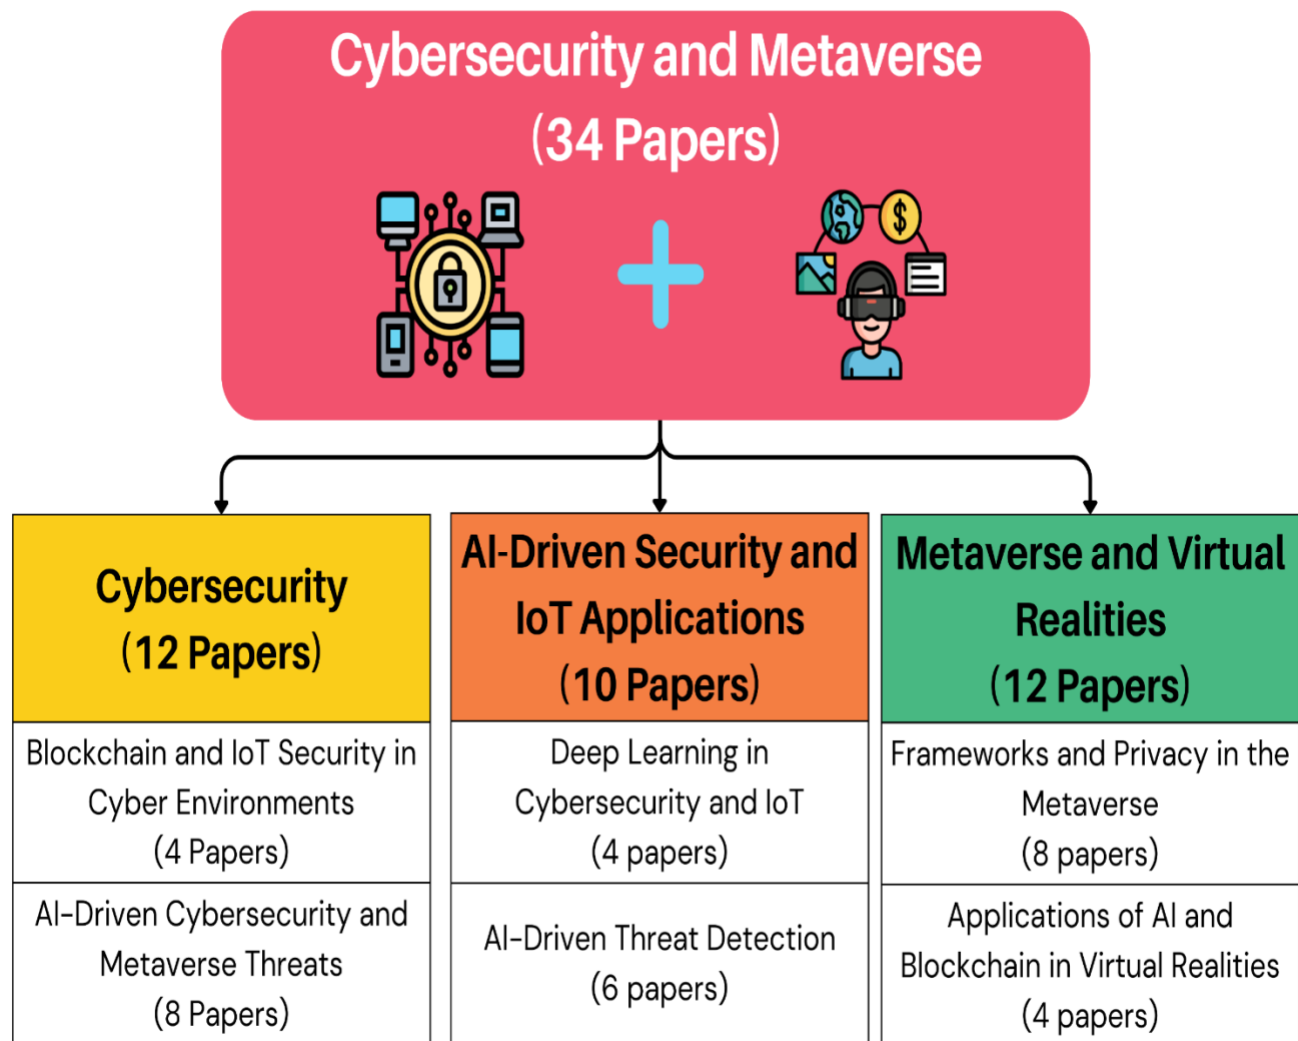 Cybersecurity and Metaverse
(34 Papers)
$
Cybersecurity
(12 Papers)
AI-Driven Security and
IoT Applications
(10 Papers)
Metaverse and Virtual
Realities
(12 Papers)
Blockchain and IoT Security in
Cyber Environments
(4 Papers)
Deep Learning in
Cybersecurity and IoT
(4 papers)
Frameworks and Privacy in the
Metaverse
(8 papers)
AI-Driven Cybersecurity and
Metaverse Threats
(8 Papers)
AI-Driven Threat Detection
(6 papers)
Applications of AI and
Blockchain in Virtual Realities
(4 papers)